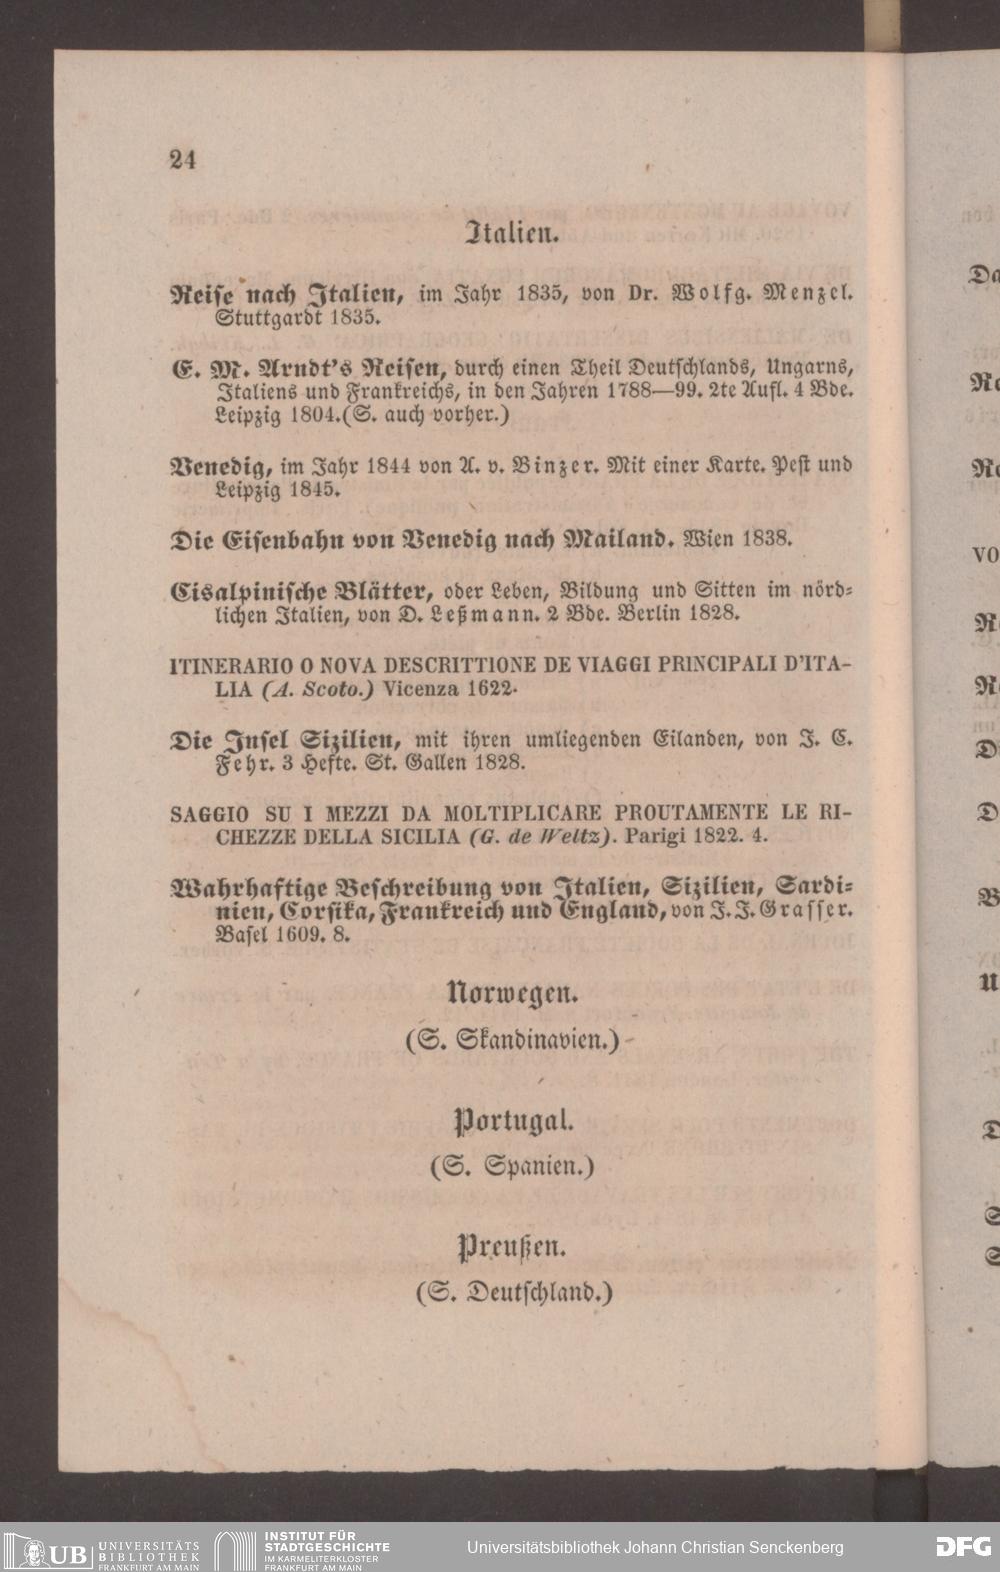 24
Italien.
Reise nach Italien, im Jahr 1835, von Dr. Wolfg. Menzel.
Stuttgardt 1835.
E. M. Arndt's Reisen, durch einen Theil Deutschlands, Ungarns,
Italiens und Frankreichs, in den Jahren 1788—99. 2te Aufl. 4 Bde.
Leipzig 1804.(S. auch vorher.)
Venedig, im Jahr 1844 von A. v. Binzer. Mit einer Karte. Pest und
Leipzig 1845.
Die Eisenbahn von Venedig nach Mailand. Wien 1838.
Cisalpinische Blätter, oder Leben, Bildung und Sitten im nörd-
lichen Italien, von D. Leßmann. 2 Bde. Berlin 1828.
ITINERARIO O NOVA DESCRITTIONE DE VIAGGI PRINCIPALI D'ITA-
LIA (A. Scoto.) Vicenza 1622.
Die Insel Sizilien, mit ihren umliegenden Eilanden, von J. C.
Fehr. 3 Hefte. St. Gallen 1828.
SAGGIO SU I MEZZI DA MOLTIPLICARE PROUTAMENTE LE RI-
CHEZZE DELLA SICILIA (G. de Weltz). Parigi 1822. 4.
Wahrhaftige Beschreibung von Italien, Sizilien, Sardi-
nien, Corsika, Frankreich und England, von J. J. Grasser.
Basel 1609. 8.
Norwegen.
(S. Skandinavien.)
Portugal.
(S. Spanien.)
Preußen.
(S. Deutschland.)
UB UNIVERSITÄTS
BIBLIOTHEK
FRANKFURT AM MAIN
INSTITUT FÜR
STADTGESCHICHTE
IM KARMELITERKLOSTER
FRANKFURT AM MAIN
Universitätsbibliothek Johann Christian Senckenberg
DFG